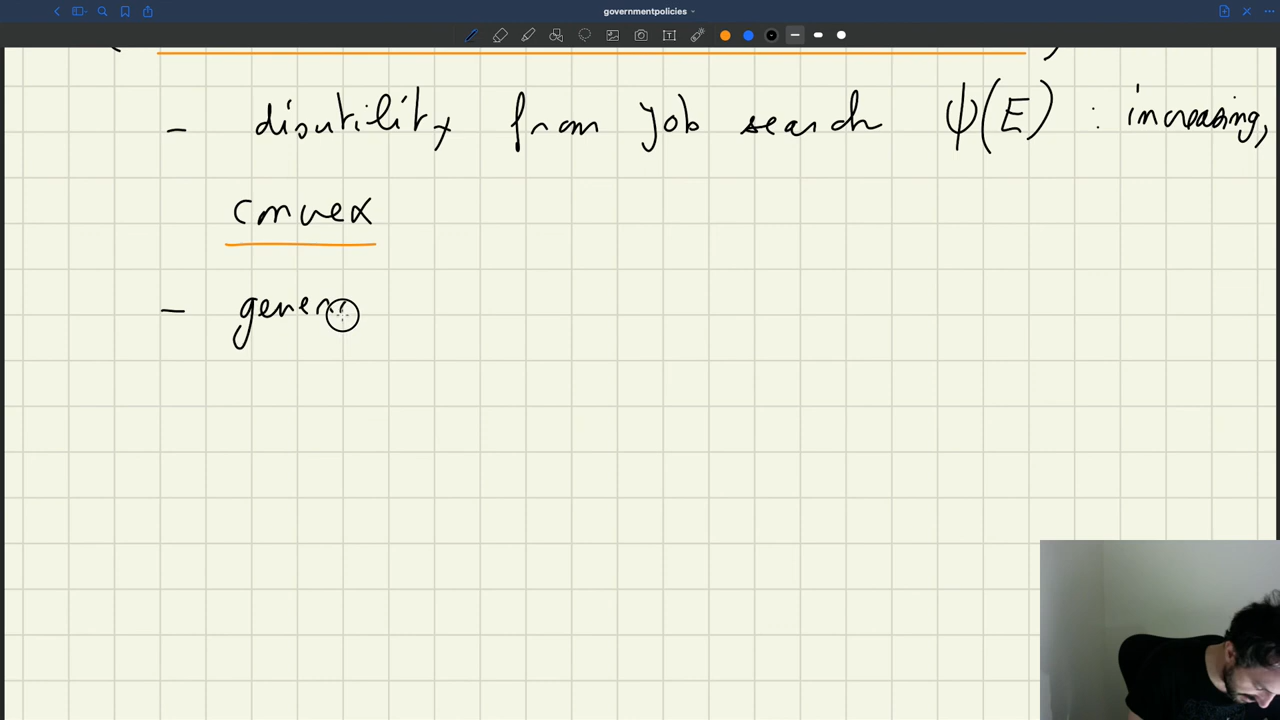 governmentpolicies
- disutility from job search ψ(E) : increasing,
convex
- gener